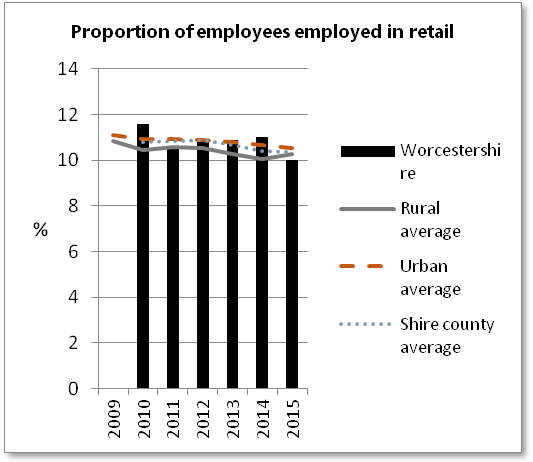 Proportion of employees employed in retail
14
12
10
8
6
4
2
0
%
2009
2010
2011
2012
2013
2014
2015
Worcestershi
re
Rural
average
Urban
average
Shire county
average